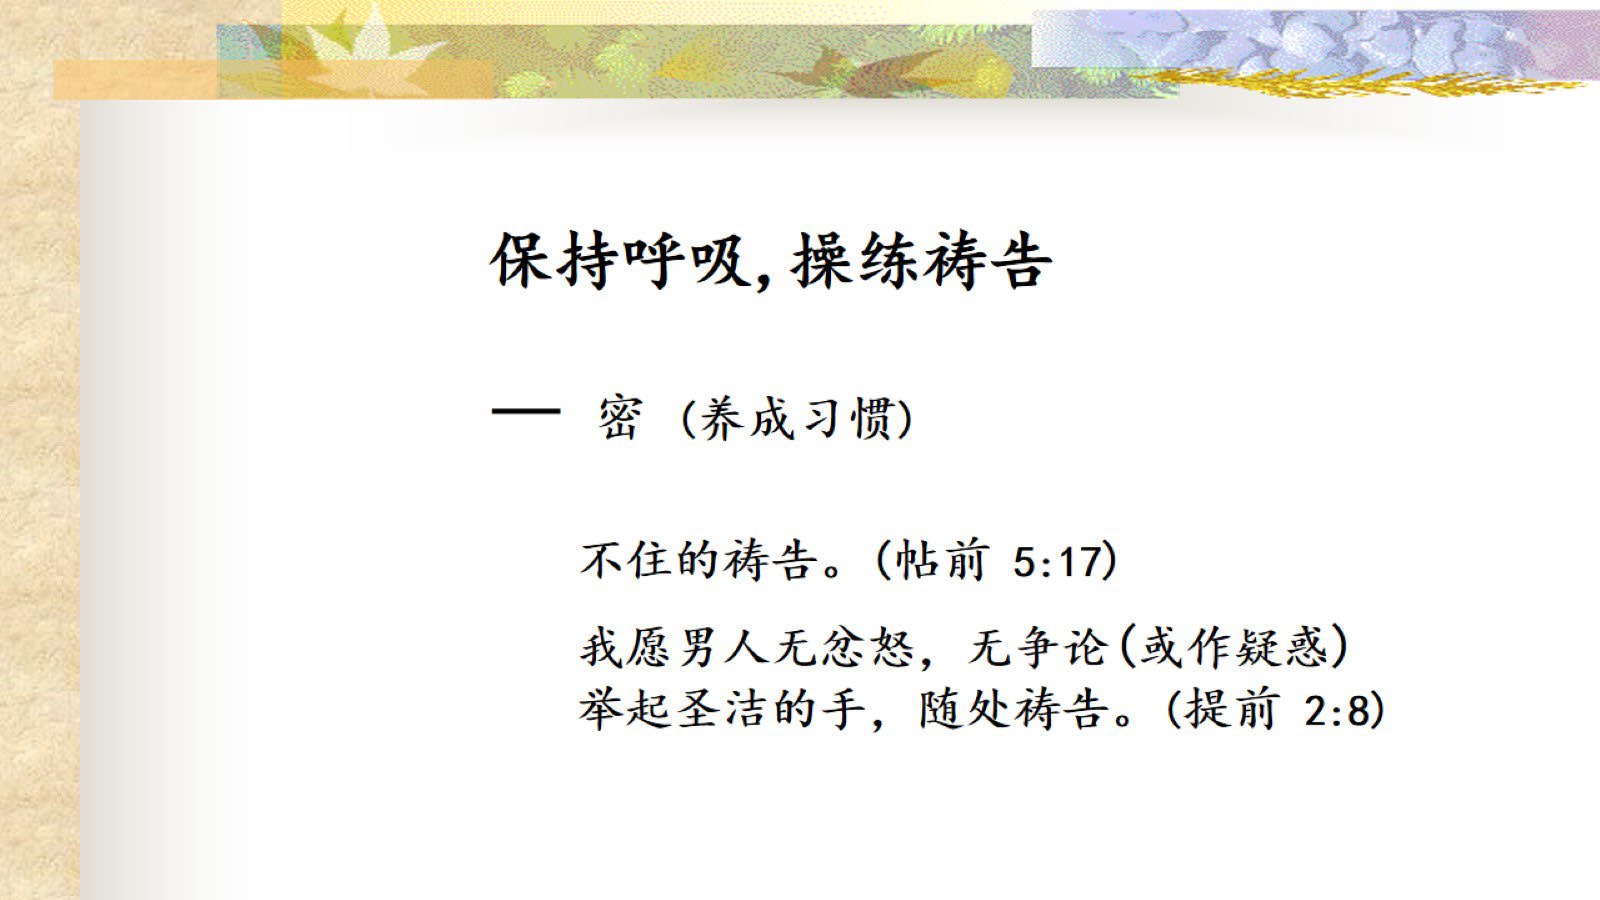 保持呼吸,操练祷告
— 密 (养成习惯)
不住的祷告。(帖前 5:17)
我愿男人无忿怒，无争论(或作疑惑)
举起圣洁的手，随处祷告。(提前 2:8)